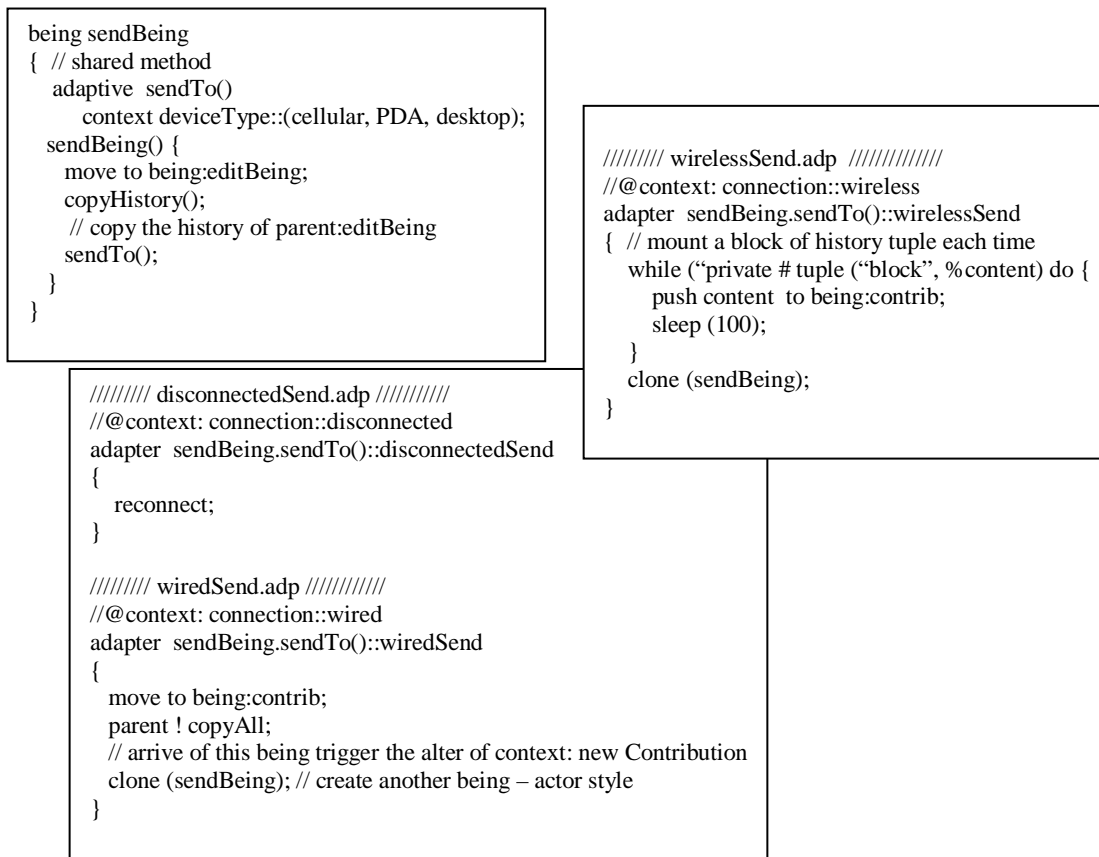 being sendBeing
{ // shared method
adaptive sendTo()
context deviceType::(cellular, PDA, desktop);
sendBeing() {
move to being:editBeing;
copyHistory();
// copy the history of parent:editBeing
sendTo();
}
}
///////// wirelessSend.adp //////////////
//@context: connection::wireless
adapter sendBeing.sendTo()::wirelessSend
{ // mount a block of history tuple each time
while (“private # tuple (“block”, %content) do {
push content to being:contrib;
sleep (100);
}
clone (sendBeing);
}
///////// disconnectedSend.adp ///////////
//@context: connection::disconnected
adapter sendBeing.sendTo()::disconnectedSend
{
reconnect;
}
///////// wiredSend.adp ////////////
//@context: connection::wired
adapter sendBeing.sendTo()::wiredSend
{
move to being:contrib;
parent ! copyAll;
// arrive of this being trigger the alter of context: new Contribution
clone (sendBeing); // create another being – actor style
}